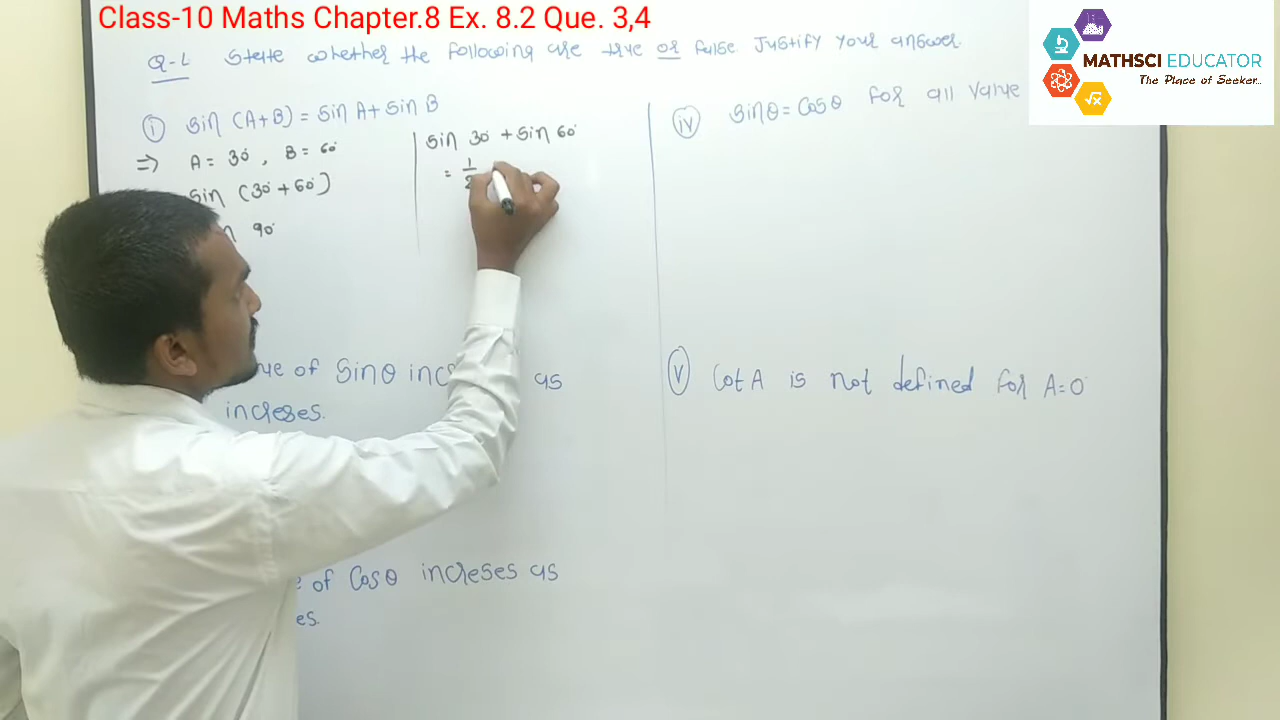 Class-10 Maths Chapter.8 Ex. 8.2 Que. 3,4
MATHSCI EDUCATOR
The Place of Seeker..
State whether the following are true or false. Justify Your answer.
i Sin (A+B) = Sin A + Sin B
⇒ A = 30°, B = 60°
Sin (30° + 60°)
90°
Sin 30° + Sin 60°
= 1/2
of Sinθ as
increses.
of Cosθ increses as
iv Sinθ = Cosθ for all Value
v Cot A is not defined for A=0°